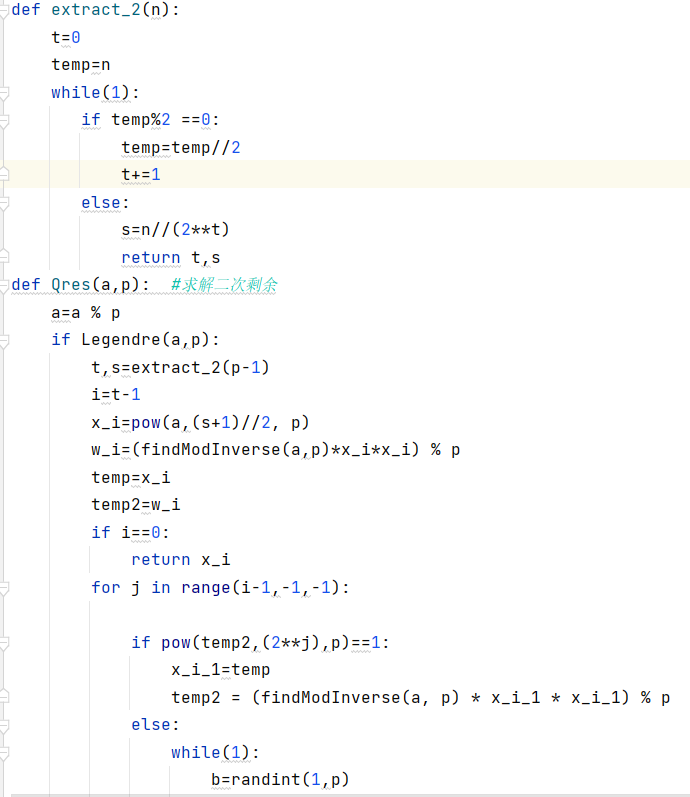 def extract_2(n):
    t=0
    temp=n
    while(1):
        if temp%2 ==0:
            temp=temp//2
            t+=1
        else:
            s=n//(2**t)
            return t,s
def Qres(a,p):  #求解二次剩余
    a=a % p
    if Legendre(a,p):
        t,s=extract_2(p-1)
        i=t-1
        x_i=pow(a,(s+1)//2, p)
        w_i=(findModInverse(a,p)*x_i*x_i) % p
        temp=x_i
        temp2=w_i
        if i==0:
            return x_i
        for j in range(i-1,-1,-1):
            if pow(temp2,(2**j),p)==1:
                x_i_1=temp
                temp2 = (findModInverse(a, p) * x_i_1 * x_i_1) % p
            else:
                while(1):
                    b=randint(1,p)